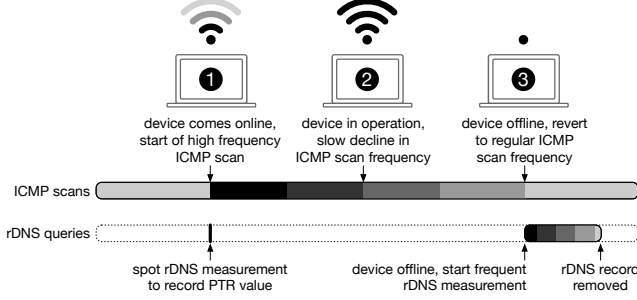 1
2
3
device comes online,
start of high frequency
ICMP scan
device in operation,
slow decline in
ICMP scan frequency
device offline, revert
to regular ICMP
scan frequency
ICMP scans
rDNS queries
spot rDNS measurement
to record PTR value
device offline, start frequent
rDNS measurement
rDNS record
removed